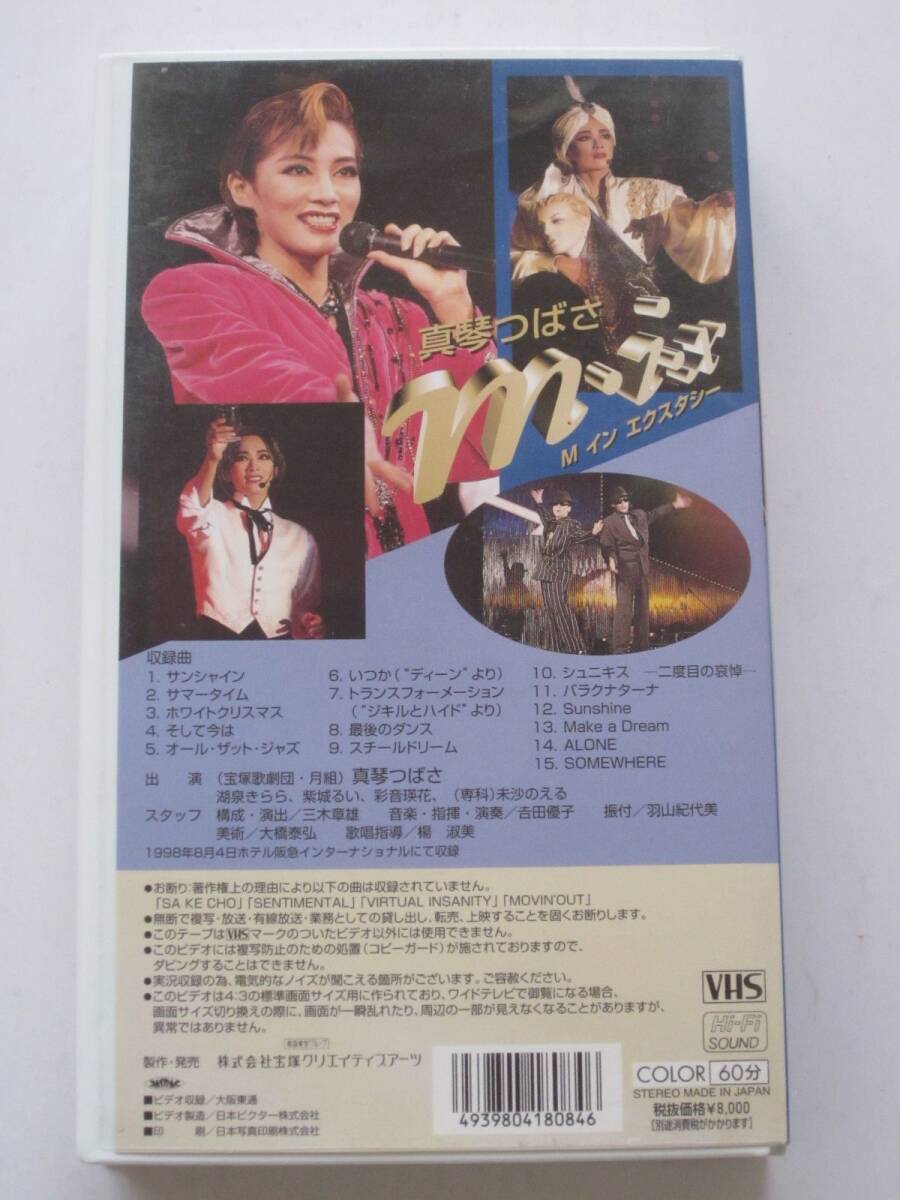 真琴つばさ
M インエクスタシー
収録曲
1. サンシャイン
2. サマータイム
3. ホワイトクリスマス
4. そして今は
5. オール・ザット・ジャズ
6. いつか(“ディーン”より)
7. トランスフォーメーション
(“ジキルとハイド”より)
8. 最後のダンス
9. スチールドリーム
10. シュニキス ―二度目の哀悼―
11. バラクナターナ
12. Sunshine
13. Make a Dream
14. ALONE
15. SOMEWHERE
出 演 (宝塚歌劇団・月組) 真琴つばさ
湖泉きらら、紫城るい、彩音瑛花、(専科)未沙のえる
スタッフ 構成・演出/三木章雄 音楽・指揮・演奏/吉田優子 振付/羽山紀代美
美術/大橋泰弘 歌唱指導/楊 淑美
1998年8月4日ホテル阪急インターナショナルにて収録
●お断り:著作権上の理由により以下の曲は収録されていません。
「SA KE CHO」「SENTIMENTAL」「VIRTUAL INSANITY」「MOVIN'OUT」
●無断で複写・放送・有線放送・業務としての貸し出し、転売、上映することを固くお断りします。
●このテープはVHSマークのついたビデオ以外には使用できません。
●このビデオには複写防止のための処置(コピーガード)が施されておりますので、
ダビングすることはできません。
●実況収録の為、電気的なノイズが聞こえる箇所がございます。ご容赦ください。
●このビデオは4:3の標準画面サイズ用に作られており、ワイドテレビで御覧になる場合、
画面サイズ切り換えの際に、画面が一瞬乱れたり、周辺の一部が見えなくなることがありますが、
異常ではありません。
VHS
Hi-Fi
SOUND
製作・発売 株式会社宝塚クリエイティブアーツ
■ビデオ収録/大阪東通
■ビデオ製造/日本ビクター株式会社
■印 刷/日本写真印刷株式会社
4939804180846
COLOR 60分
STEREO MADE IN JAPAN
税抜価格¥8,000
[別途消費税がかかります]